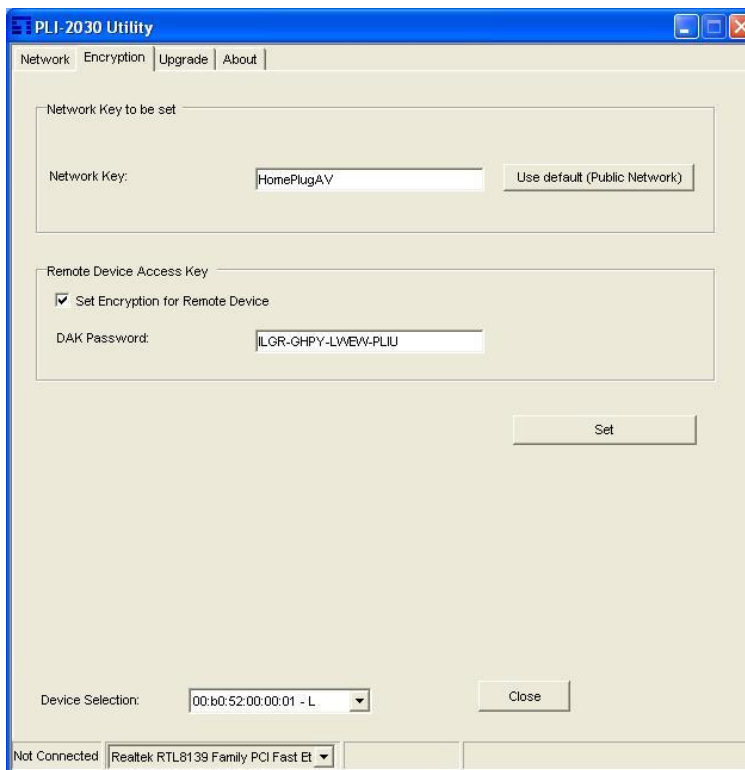 PLI-2030 Utility
Network Encryption Upgrade About
Network Key to be set
Network Key: HomePlugAV Use default (Public Network)
Remote Device Access Key
Set Encryption for Remote Device
DAK Password: ILGR-GHPY-LWEW-PLIU
Set
Device Selection: 00:b0:52:00:00:01 - L Close
Not Connected Realtek RTL8139 Family PCI Fast Et